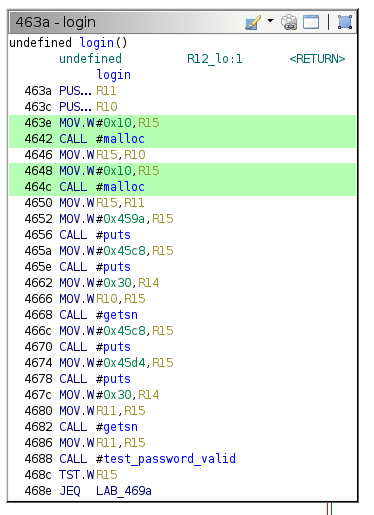 463a - login
undefined login()
undefined R12_lo:1 <RETURN>
login
463a PUS... R11
463c PUS... R10
463e MOV.W #0x10,R15
4642 CALL #malloc
4646 MOV.W R15,R10
4648 MOV.W #0x10,R15
464c CALL #malloc
4650 MOV.W R15,R11
4652 MOV.W #0x459a,R15
4656 CALL #puts
465a MOV.W #0x45c8,R15
465e CALL #puts
4662 MOV.W #0x30,R14
4666 MOV.W R10,R15
4668 CALL #getsn
466c MOV.W #0x45c8,R15
4670 CALL #puts
4674 MOV.W #0x45d4,R15
4678 CALL #puts
467c MOV.W #0x30,R14
4680 MOV.W R11,R15
4682 CALL #getsn
4686 MOV.W R11,R15
4688 CALL #test_password_valid
468c TST.W R15
468e JEQ LAB_469a